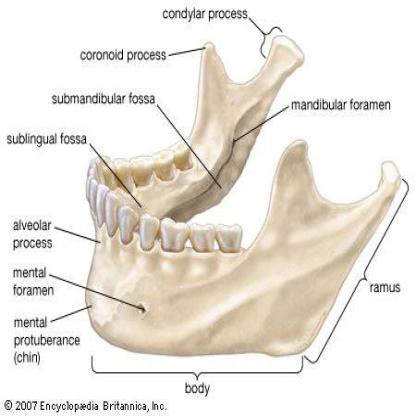 condylar process
coronoid process
submandibular fossa
mandibular foramen
sublingual fossa
alveolar
process
mental
foramen
mental
protuberance
(chin)
ramus
body
© 2007 Encyclopædia Britannica, Inc.